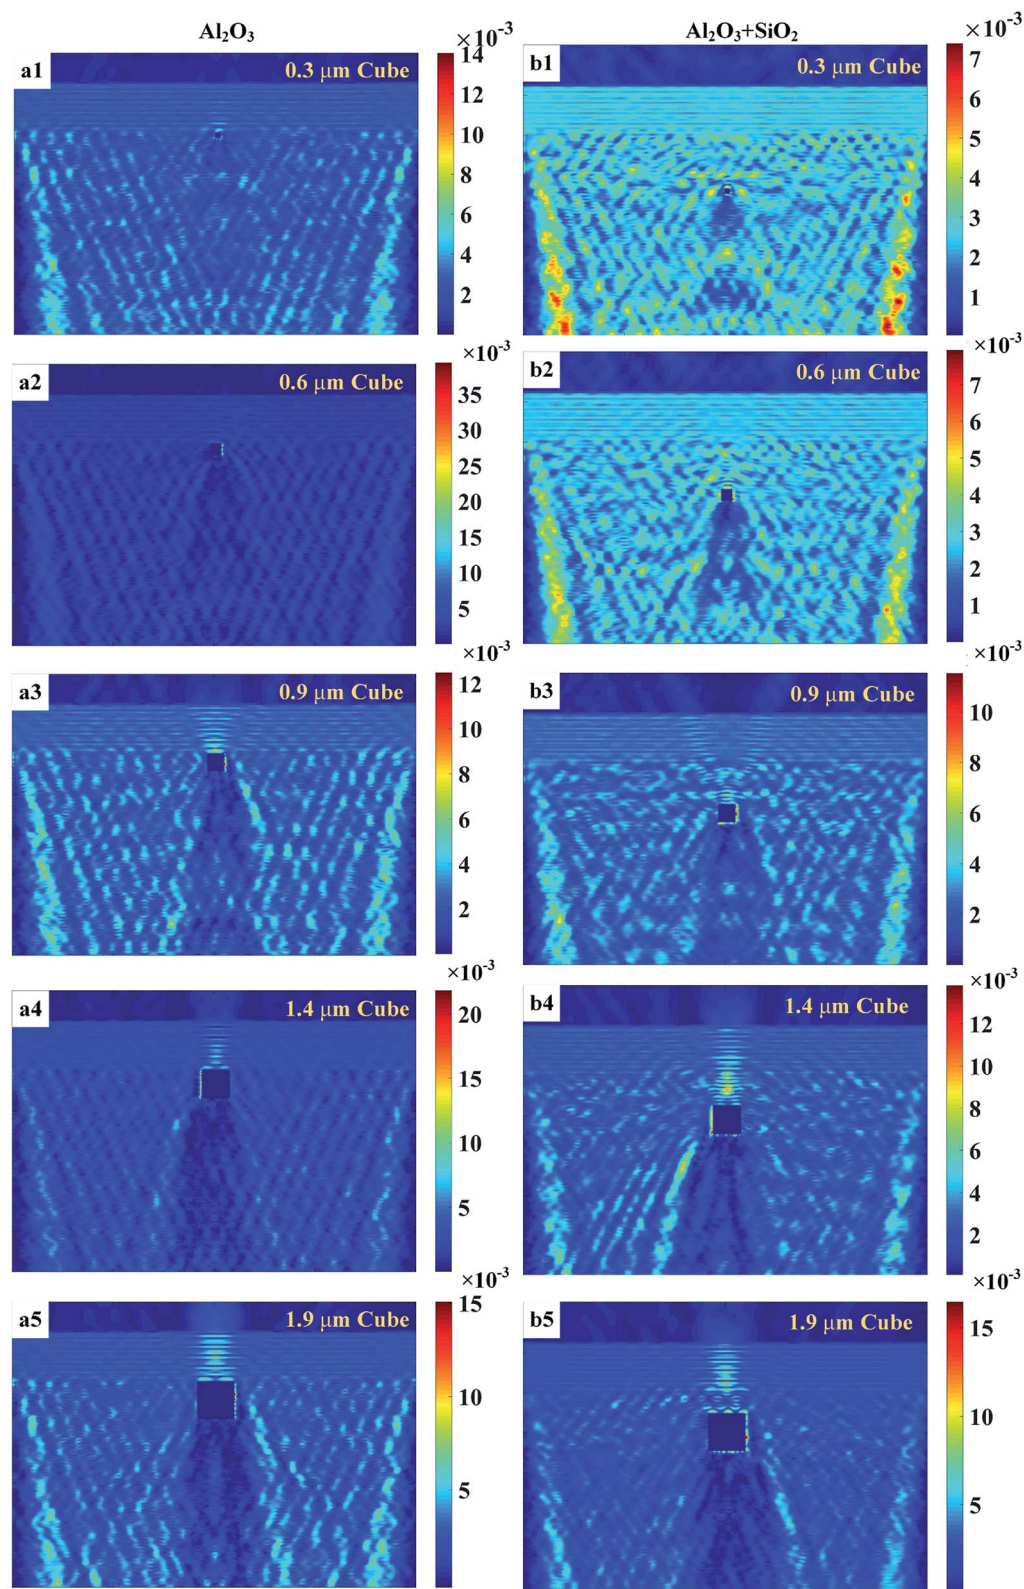 Al₂O₃
Al₂O₃+SiO₂
a1
0.3 μm Cube
×10⁻³
14
12
10
8
6
4
2
b1
0.3 μm Cube
×10⁻³
7
6
5
4
3
2
1
a2
0.6 μm Cube
×10⁻³
35
30
25
20
15
10
5
b2
0.6 μm Cube
×10⁻³
7
6
5
4
3
2
1
a3
0.9 μm Cube
×10⁻³
12
10
8
6
4
2
b3
0.9 μm Cube
×10⁻³
10
8
6
4
2
a4
1.4 μm Cube
×10⁻³
20
15
10
5
b4
1.4 μm Cube
×10⁻³
12
10
8
6
4
2
a5
1.9 μm Cube
×10⁻³
15
10
5
b5
1.9 μm Cube
×10⁻³
15
10
5